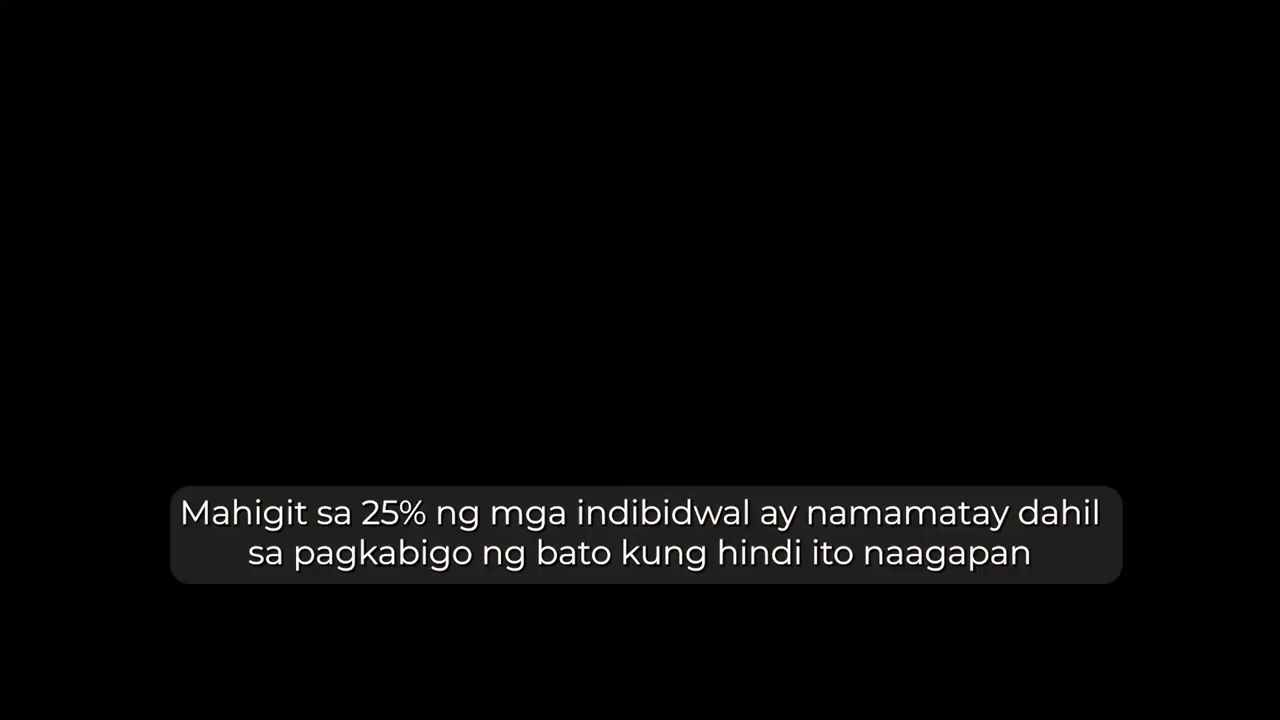 Mahigit sa 25% ng mga indibidwal ay namamatay dahil
sa pagkabigo ng bato kung hindi ito naagapan